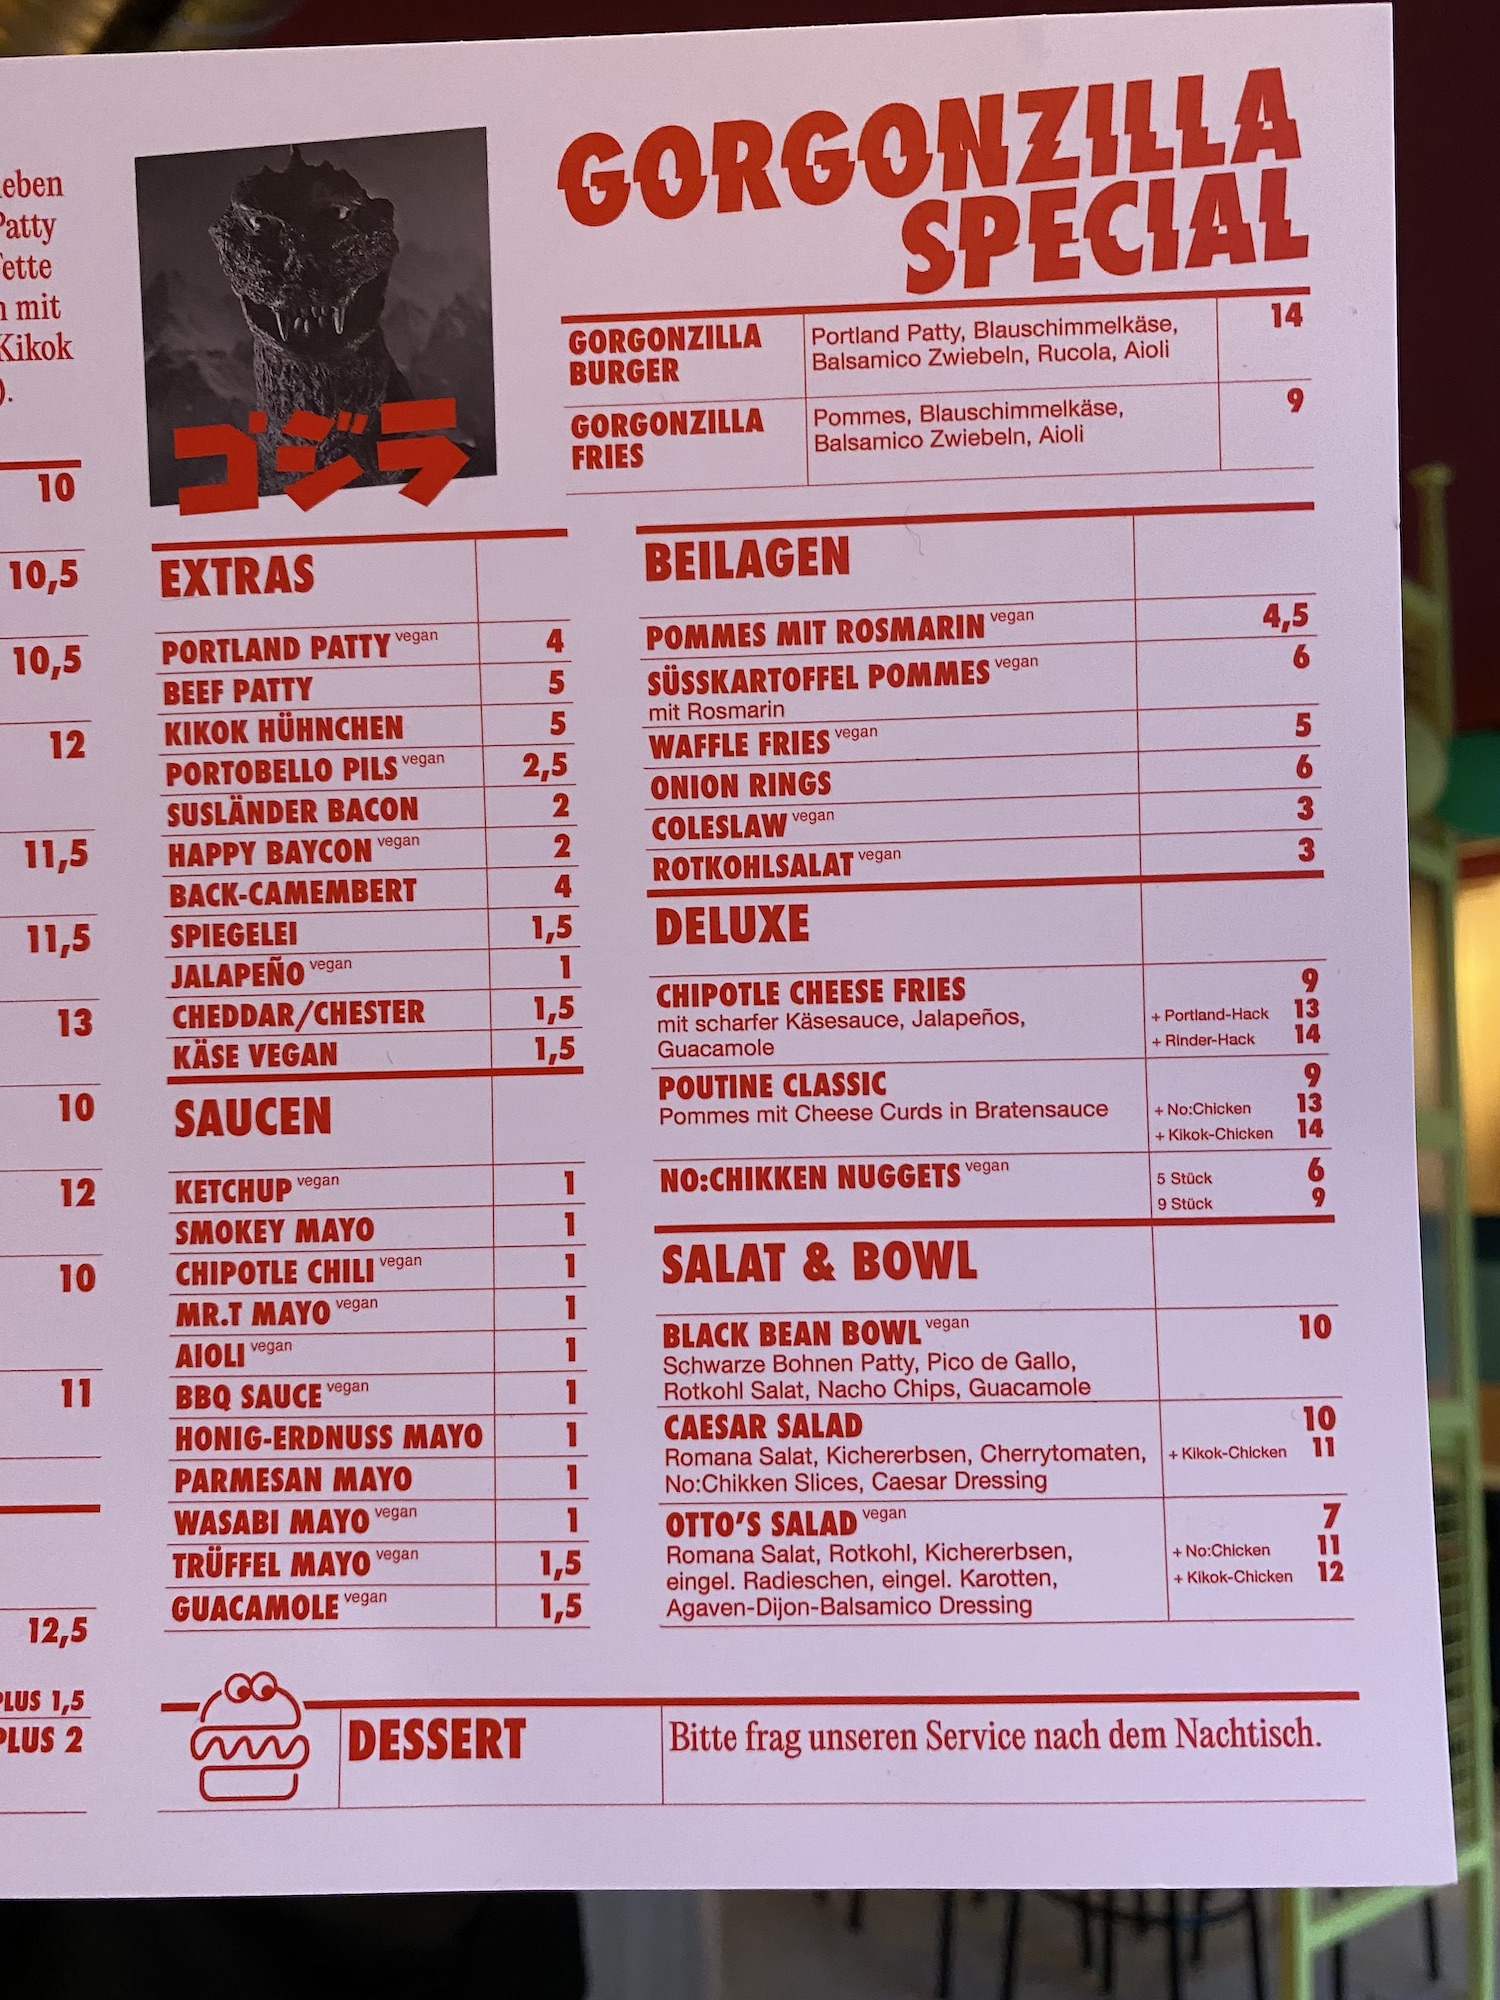 eben
Patty
ette
mit
Kikok
).
10
10,5
10,5
12
11,5
11,5
13
10
12
10
11
12,5
PLUS 1,5
PLUS 2
ゴジラ
GORGONZILLA
SPECIAL
GORGONZILLA
BURGER
Portland Patty, Blauschimmelkäse,
Balsamico Zwiebeln, Rucola, Aioli
14
GORGONZILLA
FRIES
Pommes, Blauschimmelkäse,
Balsamico Zwiebeln, Aioli
9
EXTRAS
PORTLAND PATTY vegan 4
BEEF PATTY 5
KIKOK HÜHNCHEN 5
PORTOBELLO PILS vegan 2,5
SUSLÄNDER BACON 2
HAPPY BAYCON vegan 2
BACK-CAMEMBERT 4
SPIEGELEI 1,5
JALAPEÑO vegan 1
CHEDDAR/CHESTER 1,5
KÄSE VEGAN 1,5
SAUCEN
KETCHUP vegan 1
SMOKEY MAYO 1
CHIPOTLE CHILI vegan 1
MR.T MAYO vegan 1
AIOLI vegan 1
BBQ SAUCE vegan 1
HONIG-ERDNUSS MAYO 1
PARMESAN MAYO 1
WASABI MAYO vegan 1
TRÜFFEL MAYO vegan 1,5
GUACAMOLE vegan 1,5
BEILAGEN
POMMES MIT ROSMARIN vegan 4,5
SÜSSKARTOFFEL POMMES vegan 6
mit Rosmarin
WAFFLE FRIES vegan 5
ONION RINGS 6
COLESLAW vegan 3
ROTKOHLSALAT vegan 3
DELUXE
CHIPOTLE CHEESE FRIES 9
mit scharfer Käsesauce, Jalapeños, + Portland-Hack 13
Guacamole + Rinder-Hack 14
POUTINE CLASSIC 9
Pommes mit Cheese Curds in Bratensauce + No:Chicken 13
+ Kikok-Chicken 14
NO:CHIKKEN NUGGETS vegan 5 Stück 6
9 Stück 9
SALAT & BOWL
BLACK BEAN BOWL vegan 10
Schwarze Bohnen Patty, Pico de Gallo,
Rotkohl Salat, Nacho Chips, Guacamole
CAESAR SALAD 10
Romana Salat, Kichererbsen, Cherrytomaten, + Kikok-Chicken 11
No:Chikken Slices, Caesar Dressing
OTTO'S SALAD vegan 7
Romana Salat, Rotkohl, Kichererbsen, + No:Chicken 11
eingel. Radieschen, eingel. Karotten, + Kikok-Chicken 12
Agaven-Dijon-Balsamico Dressing
DESSERT
Bitte frag unseren Service nach dem Nachtisch.